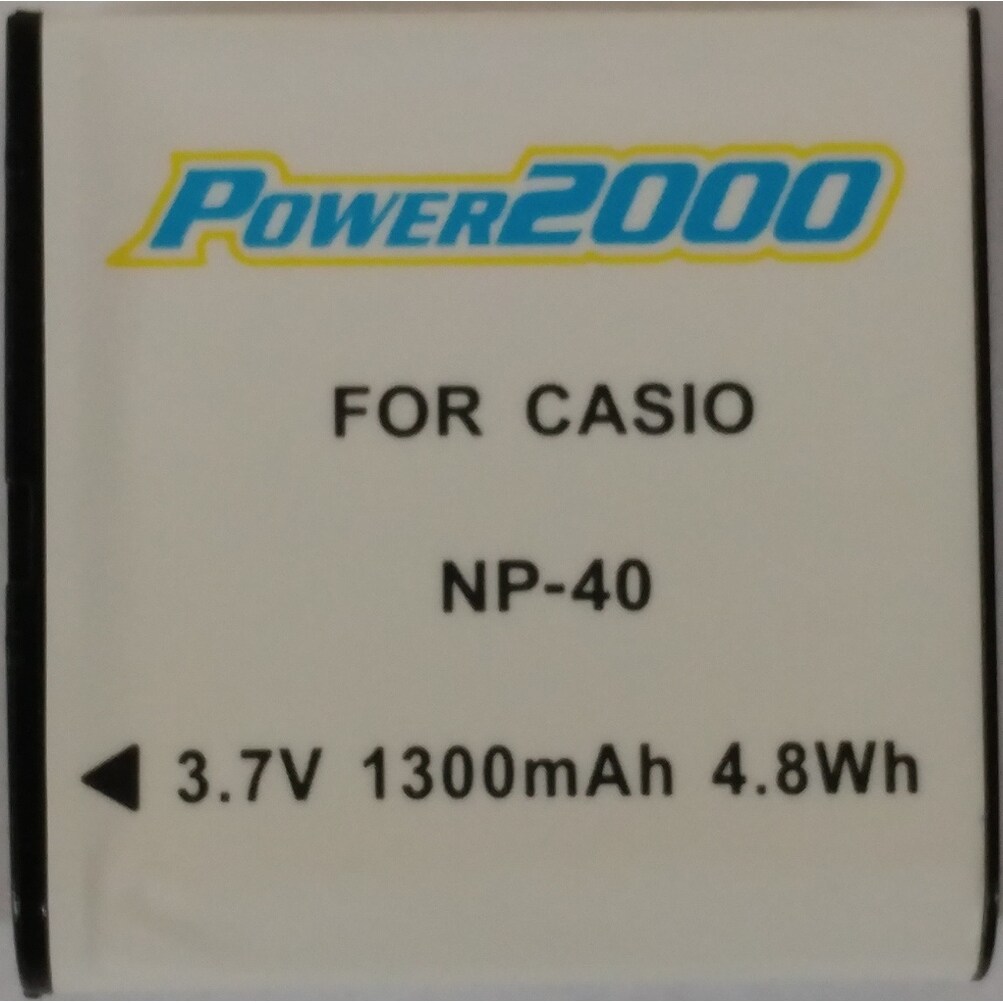 POWER2000
FOR CASIO
NP-40
3.7V 1300mAh 4.8Wh